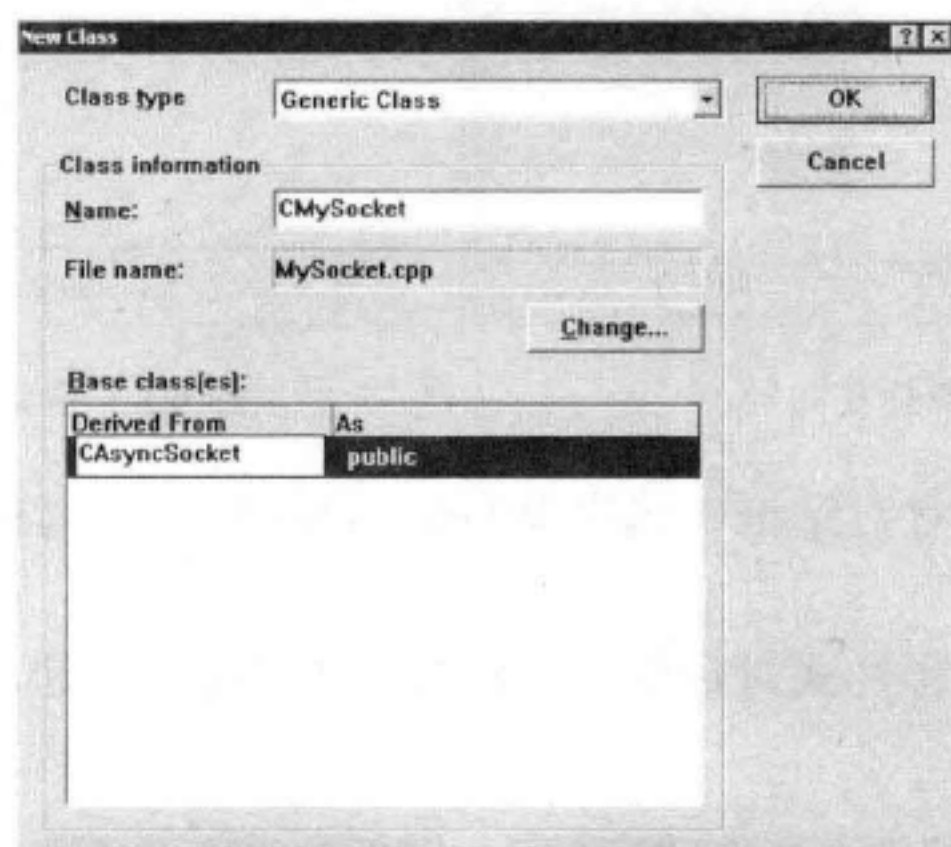 New Class
Class type
Generic Class
OK
Class information
Cancel
Name:
CMySocket
File name:
MySocket.cpp
Change...
Base class(es):
Derived From
As
CAsyncSocket
public